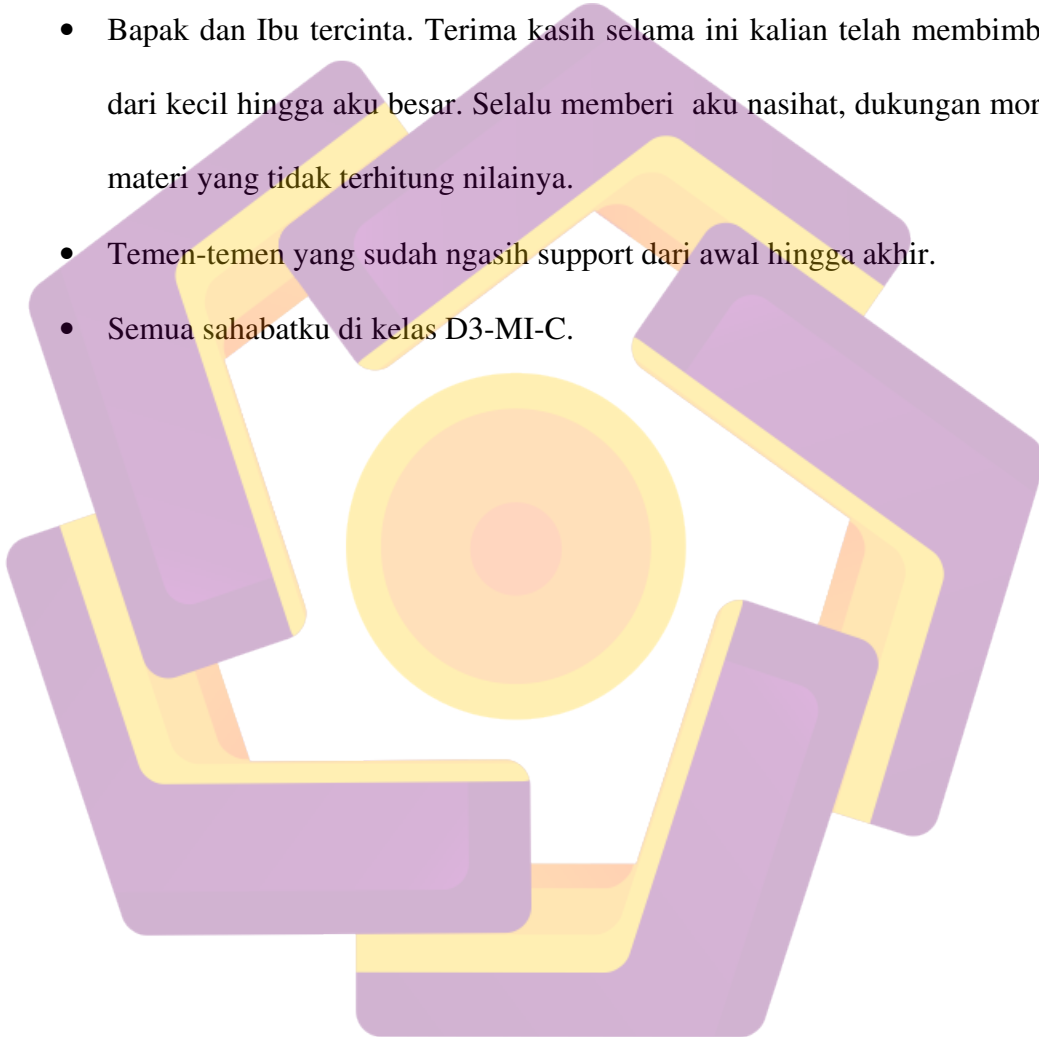 • Bapak dan Ibu tercinta. Terima kasih selama ini kalian telah membimb
dari kecil hingga aku besar. Selalu memberi aku nasihat, dukungan mor
materi yang tidak terhitung nilainya.
• Temen-temen yang sudah ngasih support dari awal hingga akhir.
• Semua sahabatku di kelas D3-MI-C.